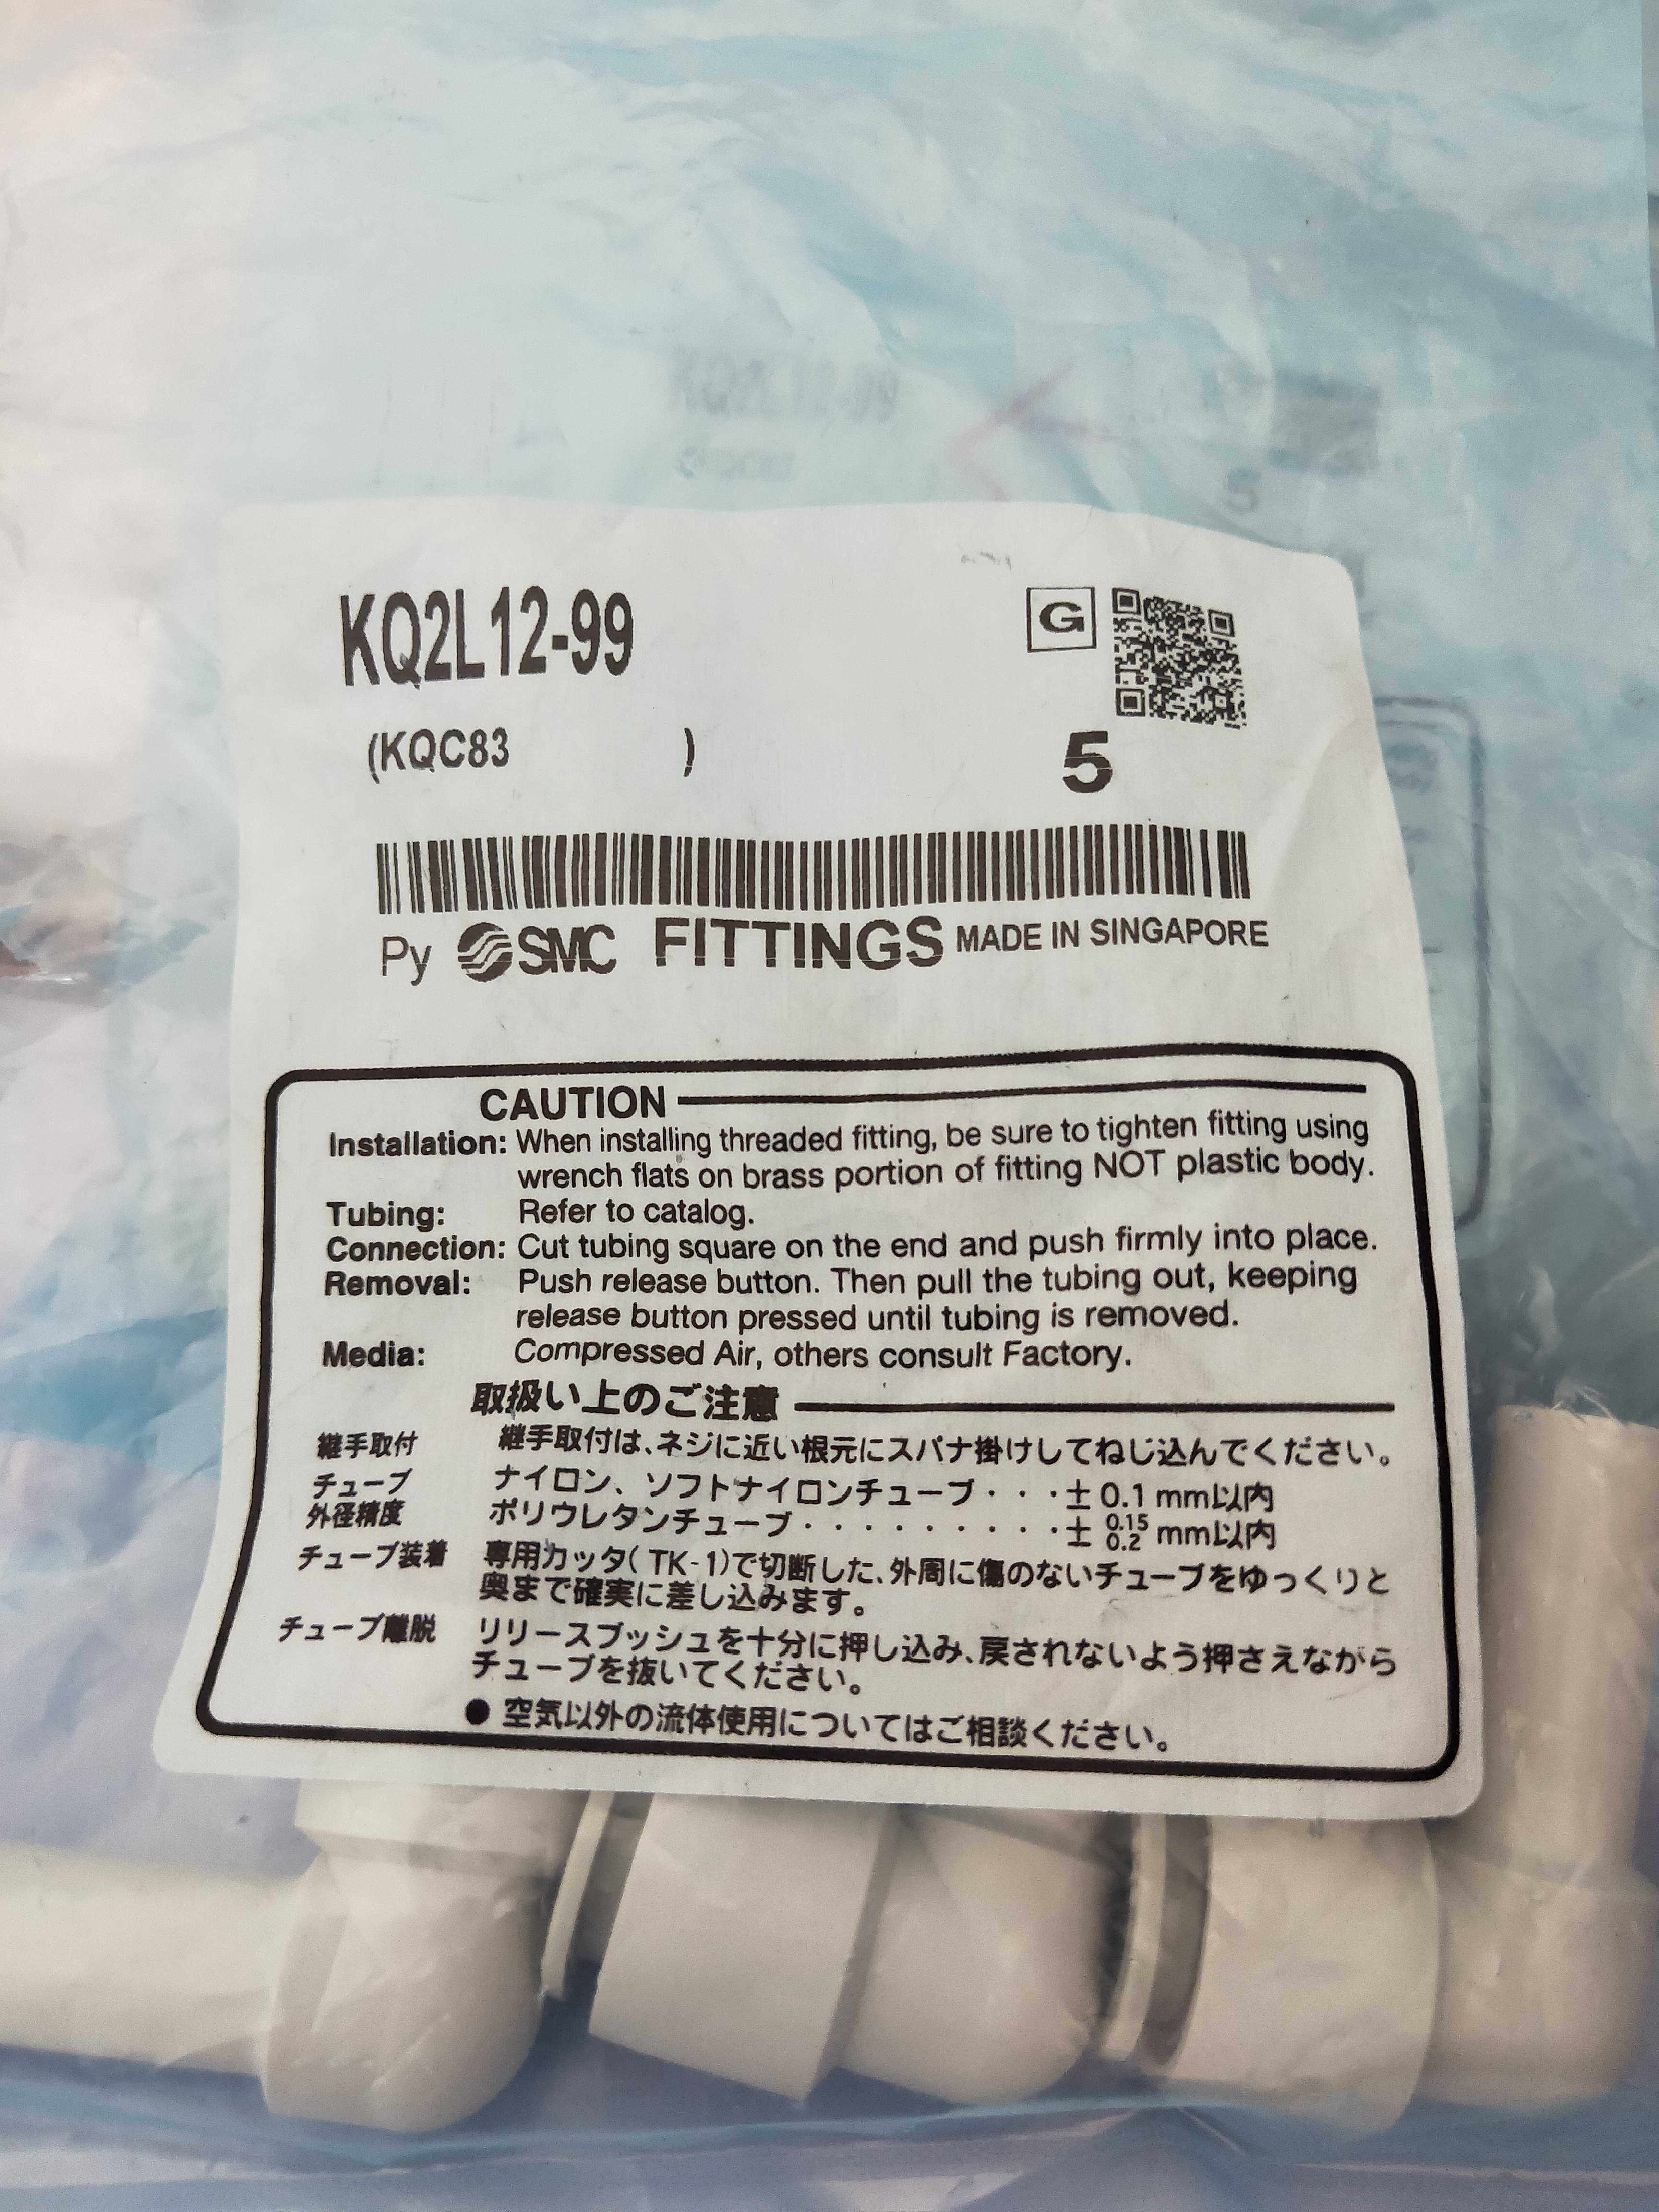 KQ2L12-99
G
(KQC83 )
5
Py SMC FITTINGS MADE IN SINGAPORE
CAUTION
Installation: When installing threaded fitting, be sure to tighten fitting using
wrench flats on brass portion of fitting NOT plastic body.
Tubing: Refer to catalog.
Connection: Cut tubing square on the end and push firmly into place.
Removal: Push release button. Then pull the tubing out, keeping
release button pressed until tubing is removed.
Media: Compressed Air, others consult Factory.
取扱い上のご注意
継手取付 継手取付は、ネジに近い根元にスパナ掛けしてねじ込んでください。
チューブ ナイロン、ソフトナイロンチューブ・・・± 0.1 mm以内
外径精度 ポリウレタンチューブ・・・・・・・・・・± 0.15 0.2 mm以内
チューブ装着 専用カッタ(TK-1)で切断した、外周に傷のないチューブをゆっくりと
奥まで確実に差し込みます。
チューブ離脱 リリースブッシュを十分に押し込み、戻されないよう押さえながら
チューブを抜いてください。
● 空気以外の流体使用についてはご相談ください。